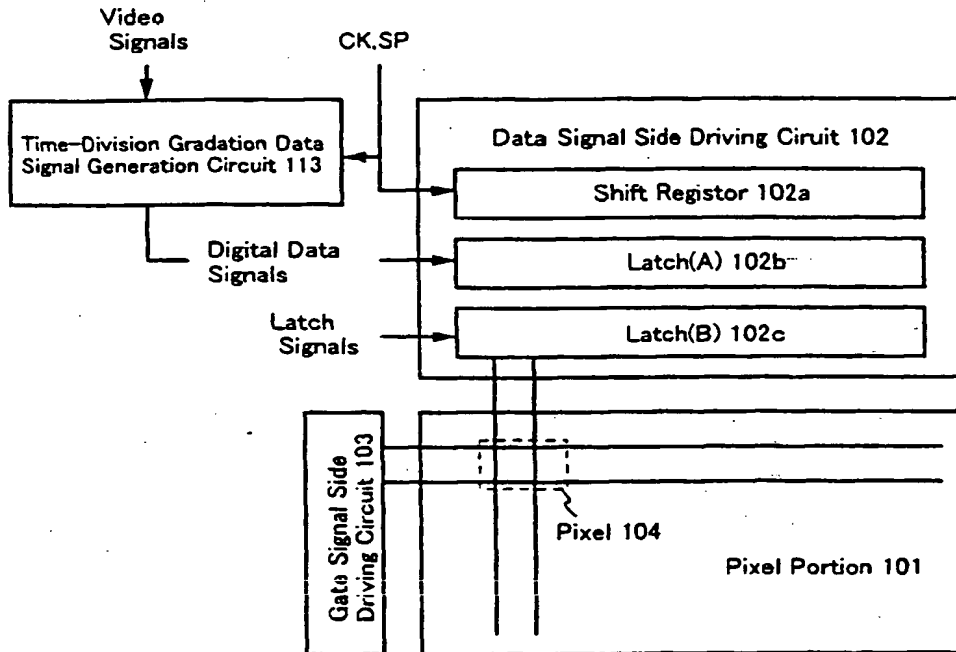 Video
Signals
CK.SP
Time-Division Gradation Data
Signal Generation Circuit 113
Data Signal Side Driving Ciruit 102
Shift Registor 102a
Digital Data
Signals
Latch(A) 102b
Latch
Signals
Latch(B) 102c
Gate Signal Side
Driving Circuit 103
Pixel 104
Pixel Portion 101